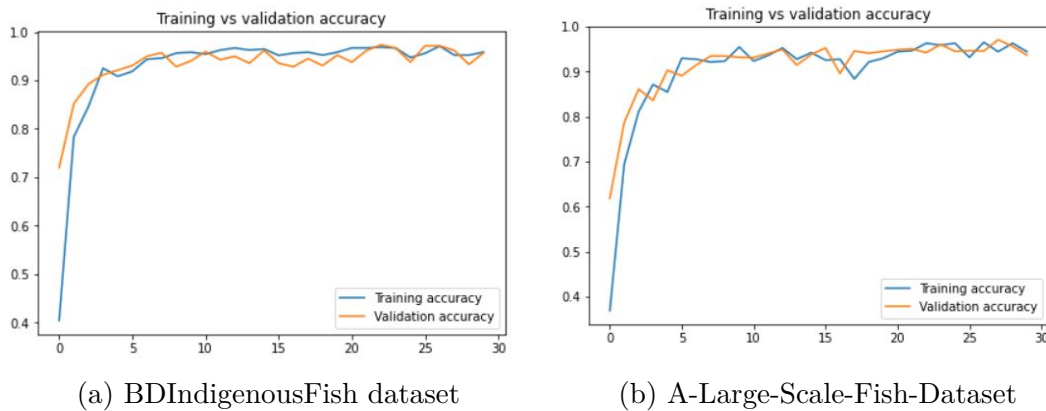 Training vs validation accuracy
1.0
0.9
0.8
0.7
0.6
0.5
0.4
Training accuracy
Validation accuracy
0 5 10 15 20 25 30
(a) BDIndigenousFish dataset
Training vs validation accuracy
1.0
0.9
0.8
0.7
0.6
0.5
0.4
Training accuracy
Validation accuracy
0 5 10 15 20 25 30
(b) A-Large-Scale-Fish-Dataset